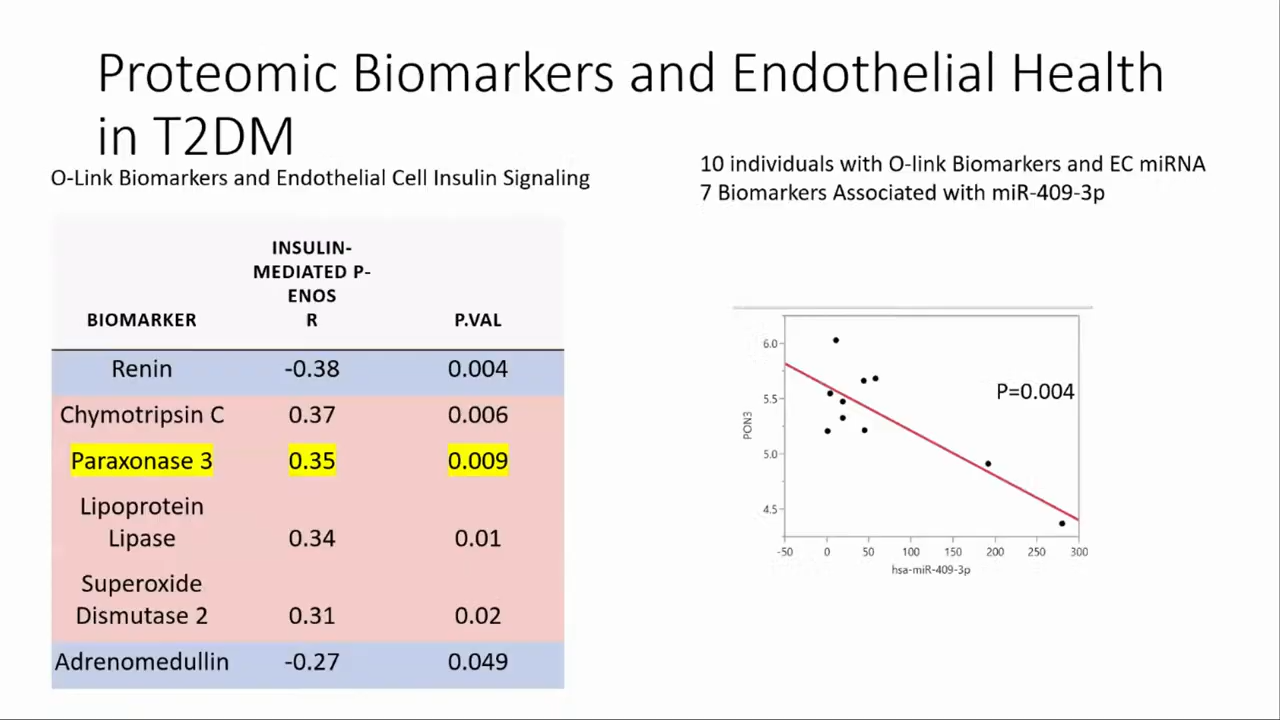 Proteomic Biomarkers and Endothelial Health
in T2DM
O-Link Biomarkers and Endothelial Cell Insulin Signaling
INSULIN-
MEDIATED P-
ENOS
BIOMARKER R P.VAL
Renin -0.38 0.004
Chymotripsin C 0.37 0.006
Paraxonase 3 0.35 0.009
Lipoprotein
Lipase 0.34 0.01
Superoxide
Dismutase 2 0.31 0.02
Adrenomedullin -0.27 0.049
10 individuals with O-link Biomarkers and EC miRNA
7 Biomarkers Associated with miR-409-3p
P=0.004
PON3
6.0
5.5
5.0
4.5
-50 0 50 100 150 200 250 300
hsa-miR-409-3p